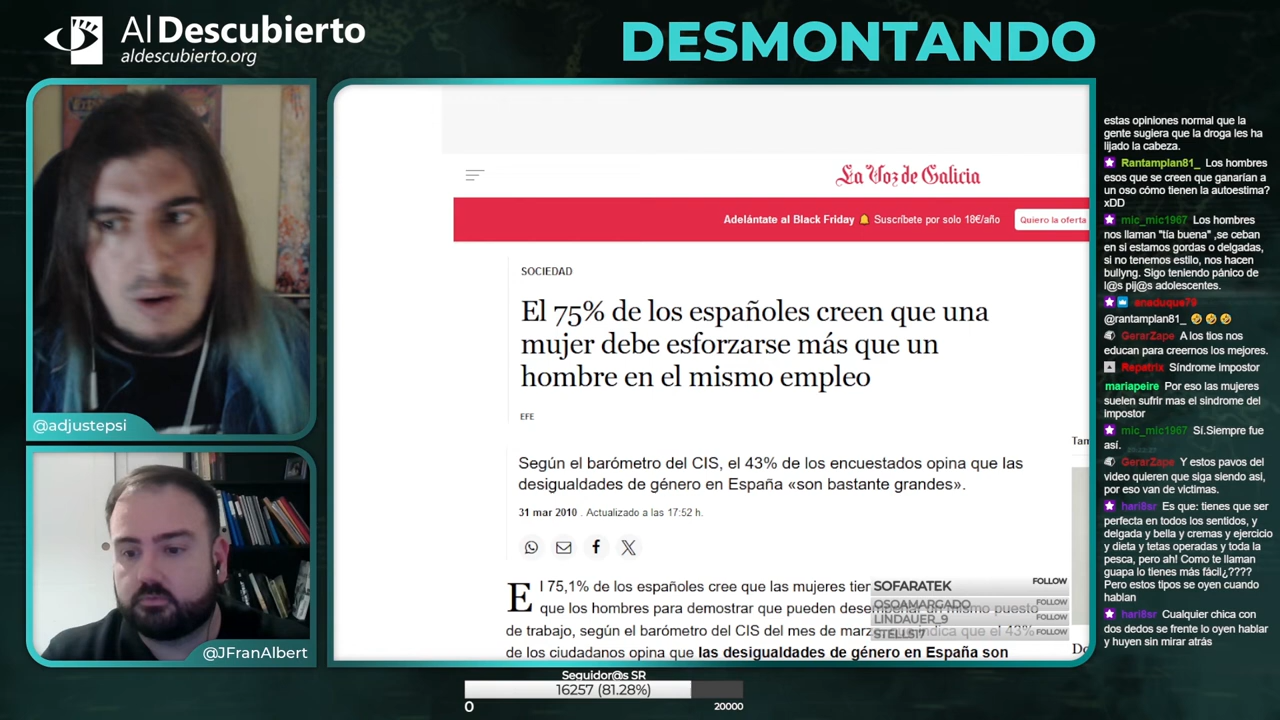 Al Descubierto
aldescubierto.org
DESMONTANDO
@adjustepsi
@JFranAlbert
La Voz de Galicia
Adelántate al Black Friday 🔔 Suscríbete por solo 18€/año
Quiero la oferta
SOCIEDAD
El 75% de los españoles creen que una
mujer debe esforzarse más que un
hombre en el mismo empleo
EFE
Según el barómetro del CIS, el 43% de los encuestados opina que las
desigualdades de género en España «son bastante grandes».
31 mar 2010 . Actualizado a las 17:52 h.
El 75,1% de los españoles cree que las mujeres
que los hombres para demostrar que pueden
de trabajo, según el barómetro del CIS del mes de
de los ciudadanos opina que las desigualdades de género en España son
SOFARATEK FOLLOW
OSOAMARGADO FOLLOW
LINDAUER_9 FOLLOW
STELLS17 FOLLOW
estas opiniones normal que la
gente sugiera que la droga les ha
lijado la cabeza.
Rantamplan81_ Los hombres
esos que se creen que ganarían a
un oso cómo tienen la autoestima?
xDD
mic_mic1967 Los hombres
nos llaman "tía buena" ,se ceban
en si estamos gordas o delgadas,
si no tenemos estilo, nos hacen
bullyng. Sigo teniendo pánico de
l@s pij@s adolescentes.
anaduque79
@rantamplan81_ 🤣 🤣 🤣
GerarZape A los tios nos
educan para creernos los mejores.
Repatrix Síndrome impostor
mariapeire Por eso las mujeres
suelen sufrir mas el sindrome del
impostor
mic_mic1967 Sí.Siempre fue
así.
GerarZape Y estos pavos del
video quieren que siga siendo así,
por eso van de victimas.
hari8sr Es que: tienes que ser
perfecta en todos los sentidos, y
delgada y bella y cremas y ejercicio
y dieta y tetas operadas y toda la
pesca, pero ah! Como te llaman
guapa lo tienes más fácil¿????
Pero estos tipos se oyen cuando
hablan
hari8sr Cualquier chica con
dos dedos se frente lo oyen hablar
y huyen sin mirar atrás
Seguidor@s SR
16257 (81.28%)
0
20000